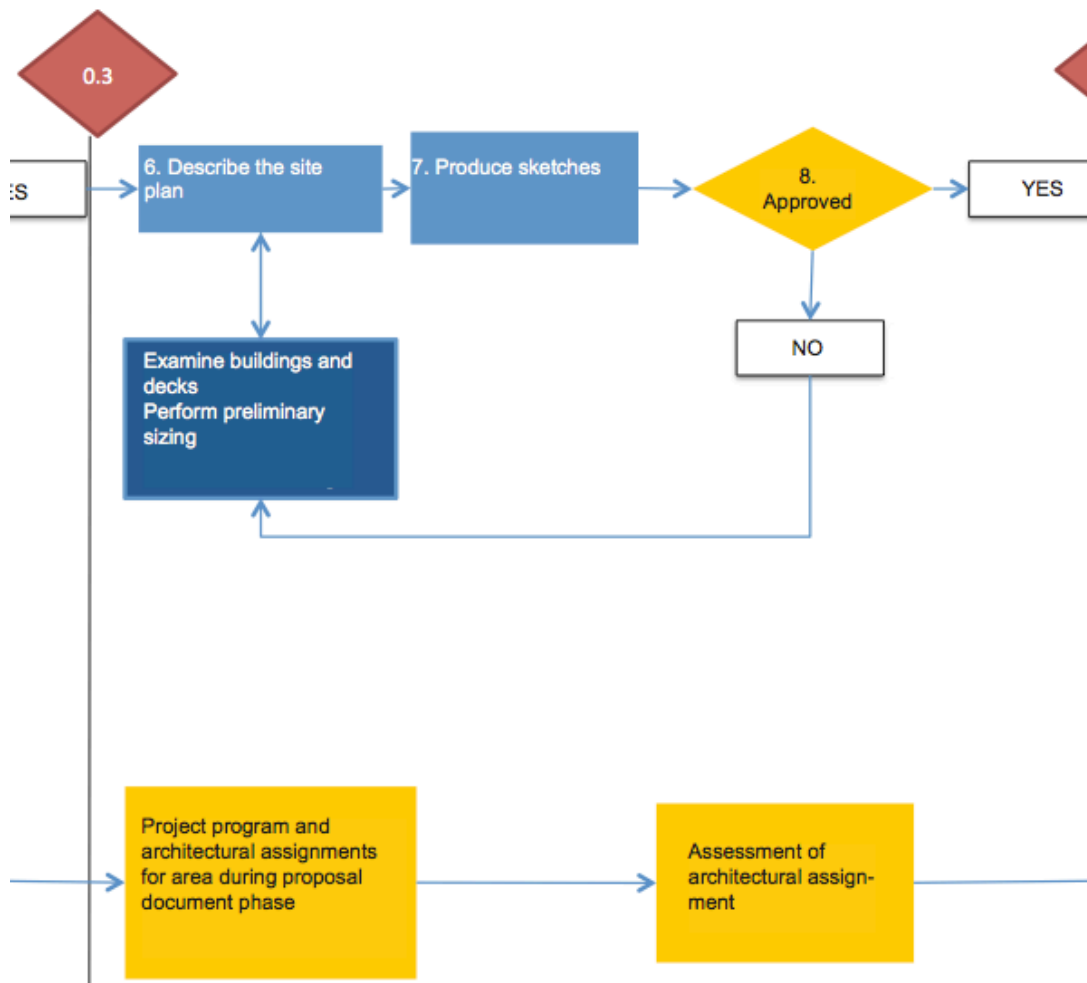 0.3
ES
6. Describe the site
plan
7. Produce sketches
8.
Approved
YES
NO
Examine buildings and
decks
Perform preliminary
sizing
Project program and
architectural assignments
for area during proposal
document phase
Assessment of
architectural assign-
ment